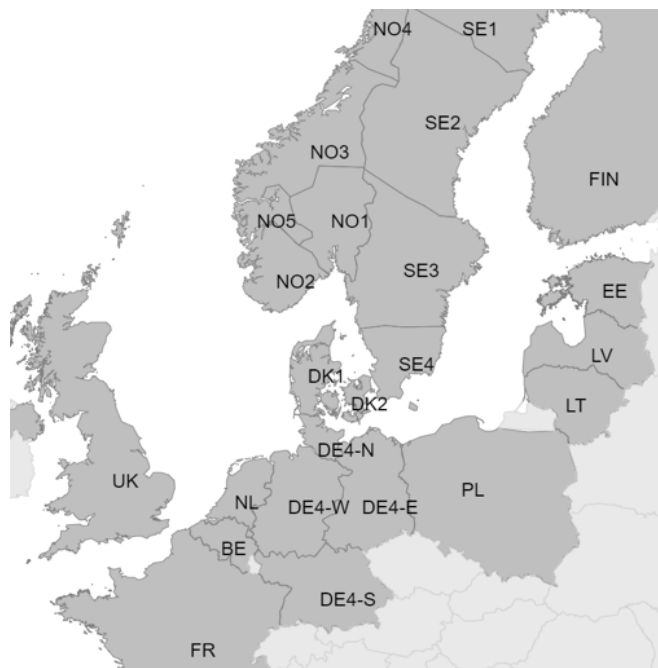 NO4
SE1
SE2
NO3
FIN
NO5
NO1
NO2
SE3
EE
LV
SE4
DK1
DK2
LT
DE4-N
UK
NL
DE4-W
DE4-E
PL
BE
DE4-S
FR